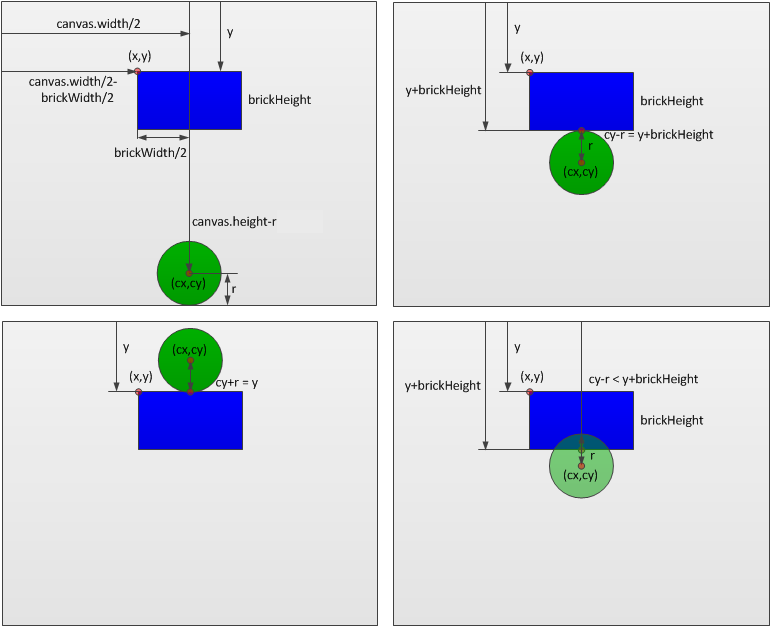 canvas.width/2
y
(x,y)
canvas.width/2-
brickWidth/2
brickHeight
brickWidth/2
canvas.height-r
(cx,cy)
r
y
(x,y)
y+brickHeight
brickHeight
cy-r = y+brickHeight
r
(cx,cy)
(cx,cy)
y
(x,y)
cy+r = y
y
(x,y)
cy-r < y+brickHeight
y+brickHeight
brickHeight
r
(cx,cy)